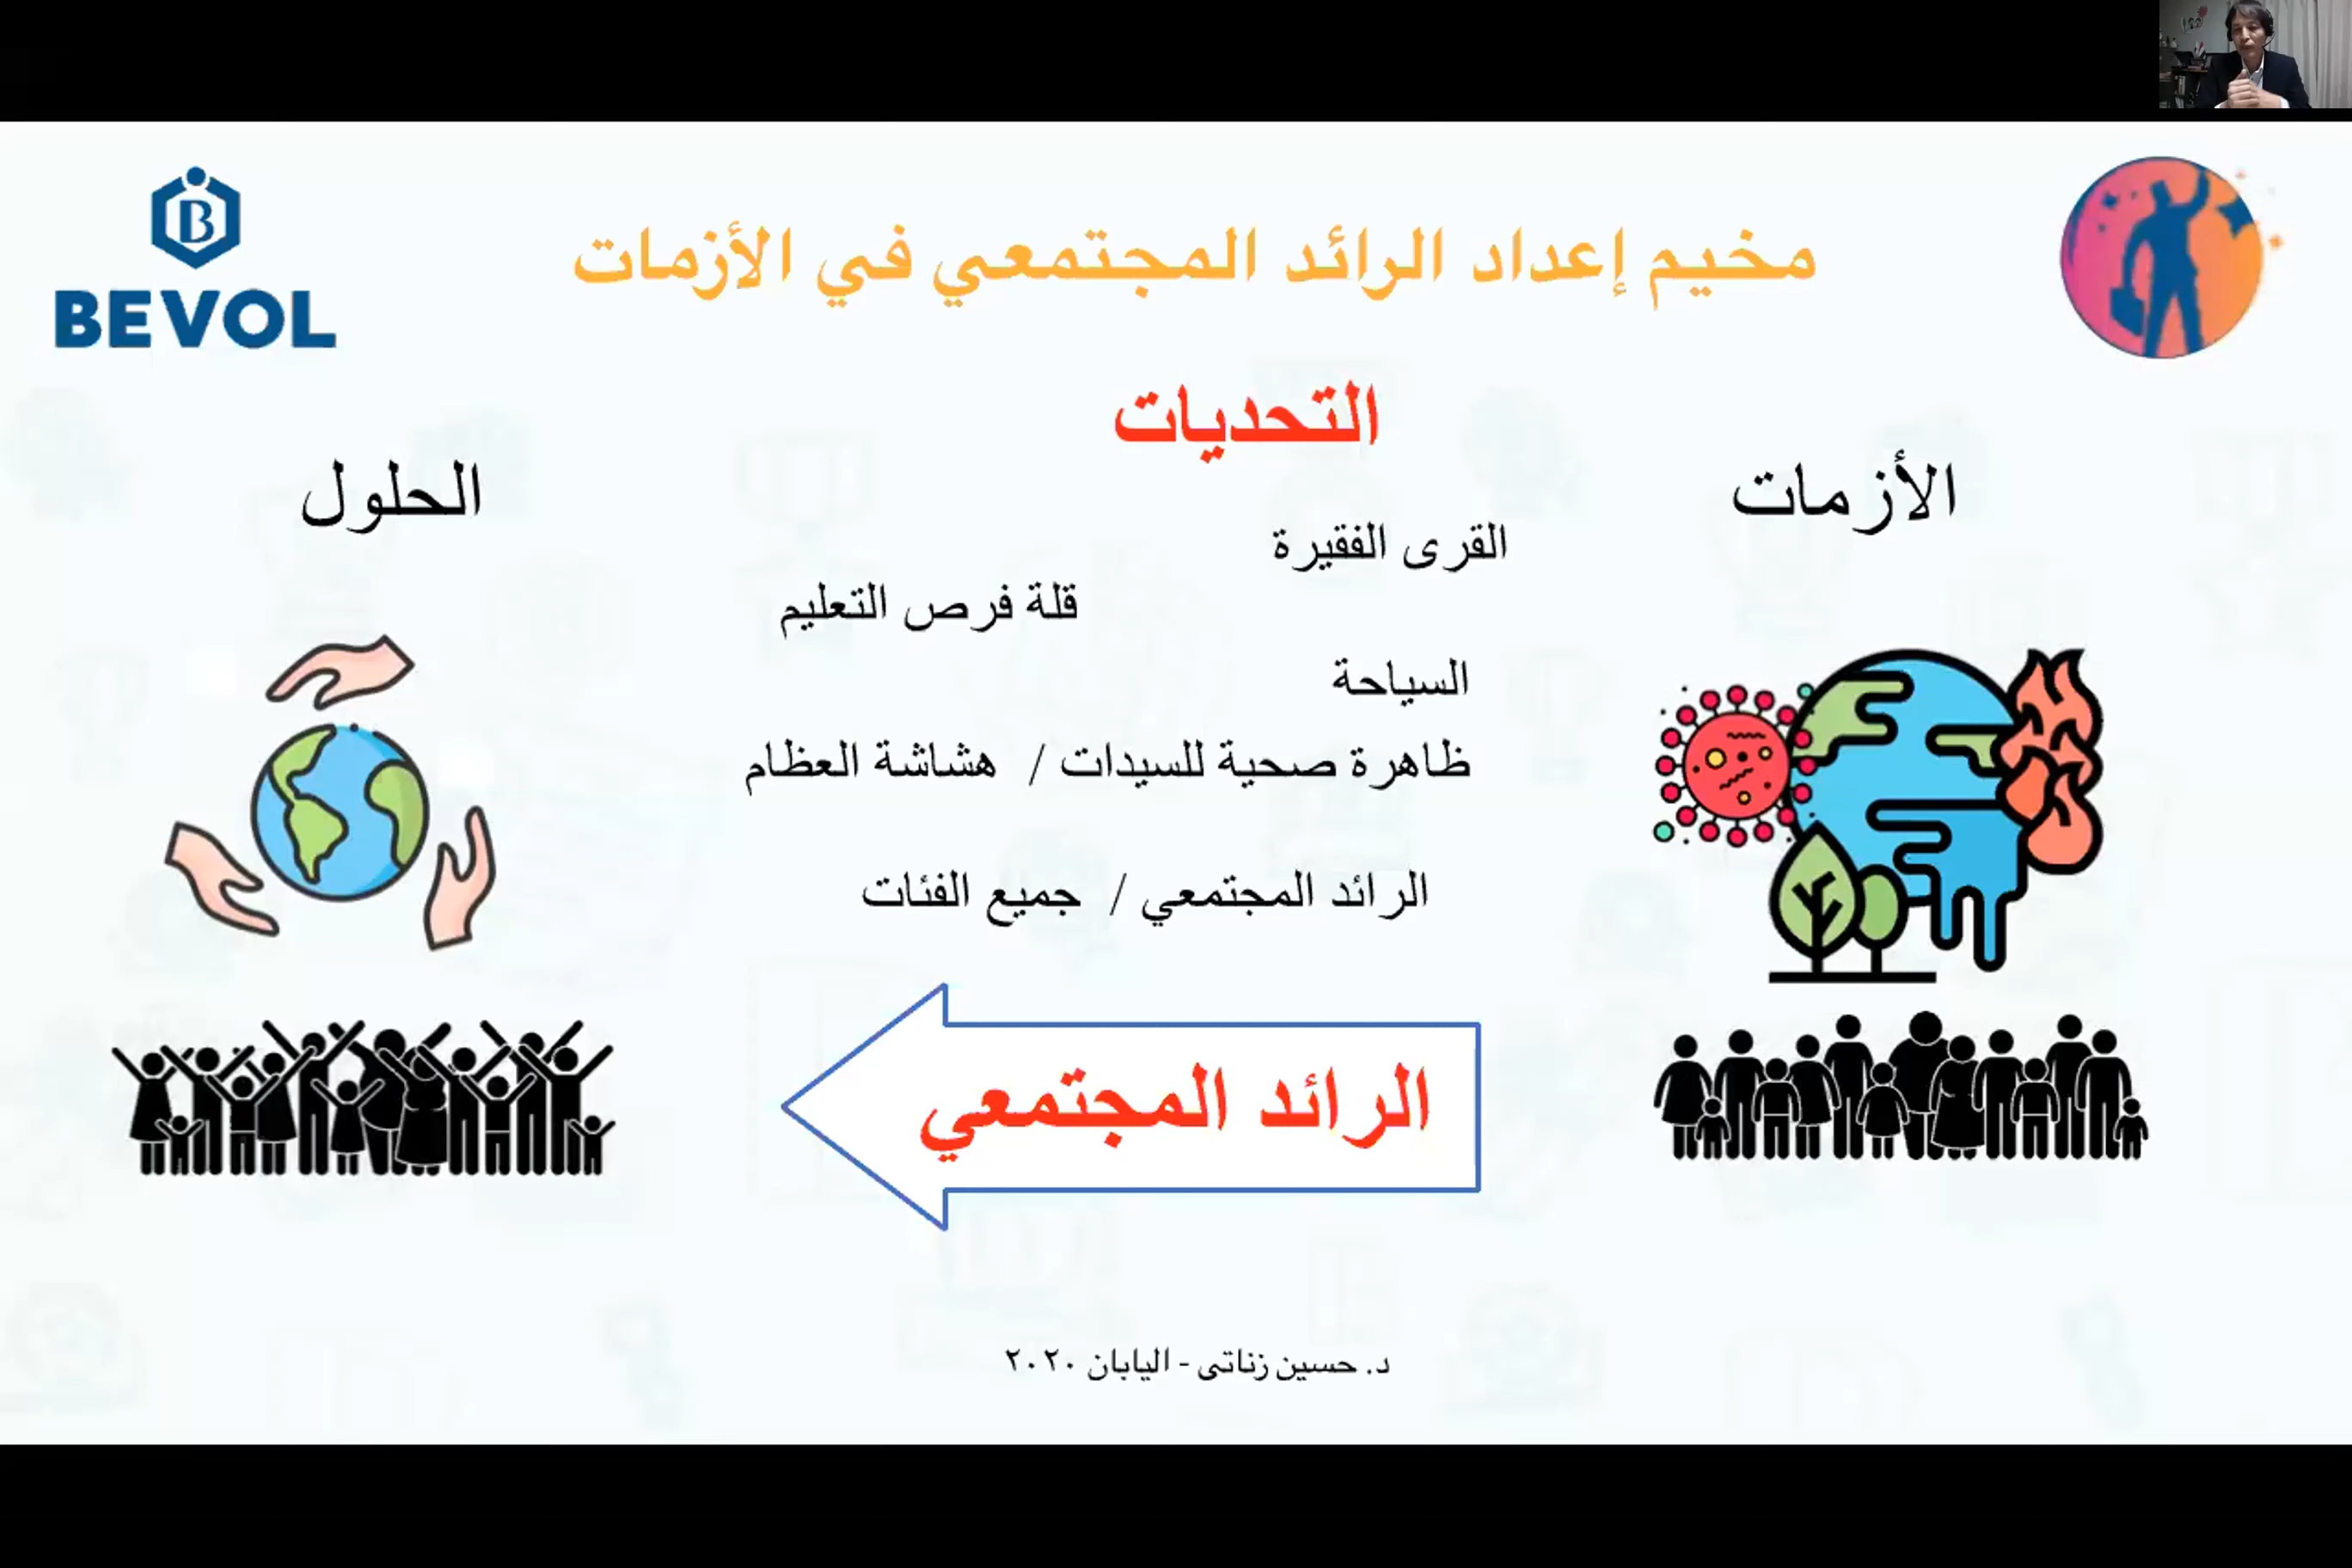 BEVOL
مخيم إعداد الرائد المجتمعي في الأزمات
التحديات
الأزمات
الحلول
القرى الفقيرة
قلة فرص التعليم
السياحة
ظاهرة صحية للسيدات / هشاشة العظام
الرائد المجتمعي / جميع الفئات
الرائد المجتمعي
د. حسين زناتى - اليابان ٢٠٢٠